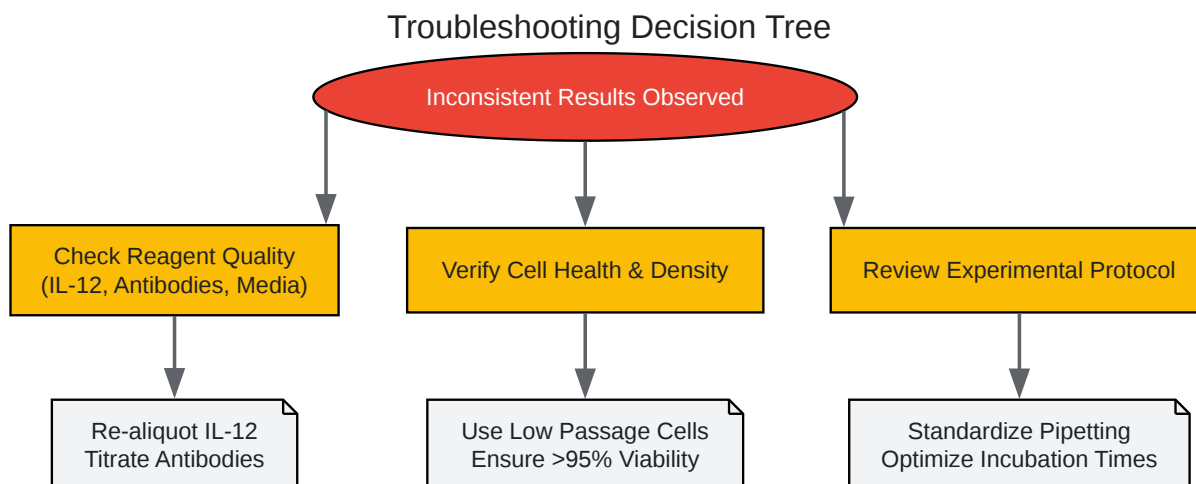 Troubleshooting Decision Tree
Inconsistent Results Observed
Check Reagent Quality
(IL-12, Antibodies, Media)
Verify Cell Health & Density
Review Experimental Protocol
Re-aliquot IL-12
Titrate Antibodies
Use Low Passage Cells
Ensure >95% Viability
Standardize Pipetting
Optimize Incubation Times